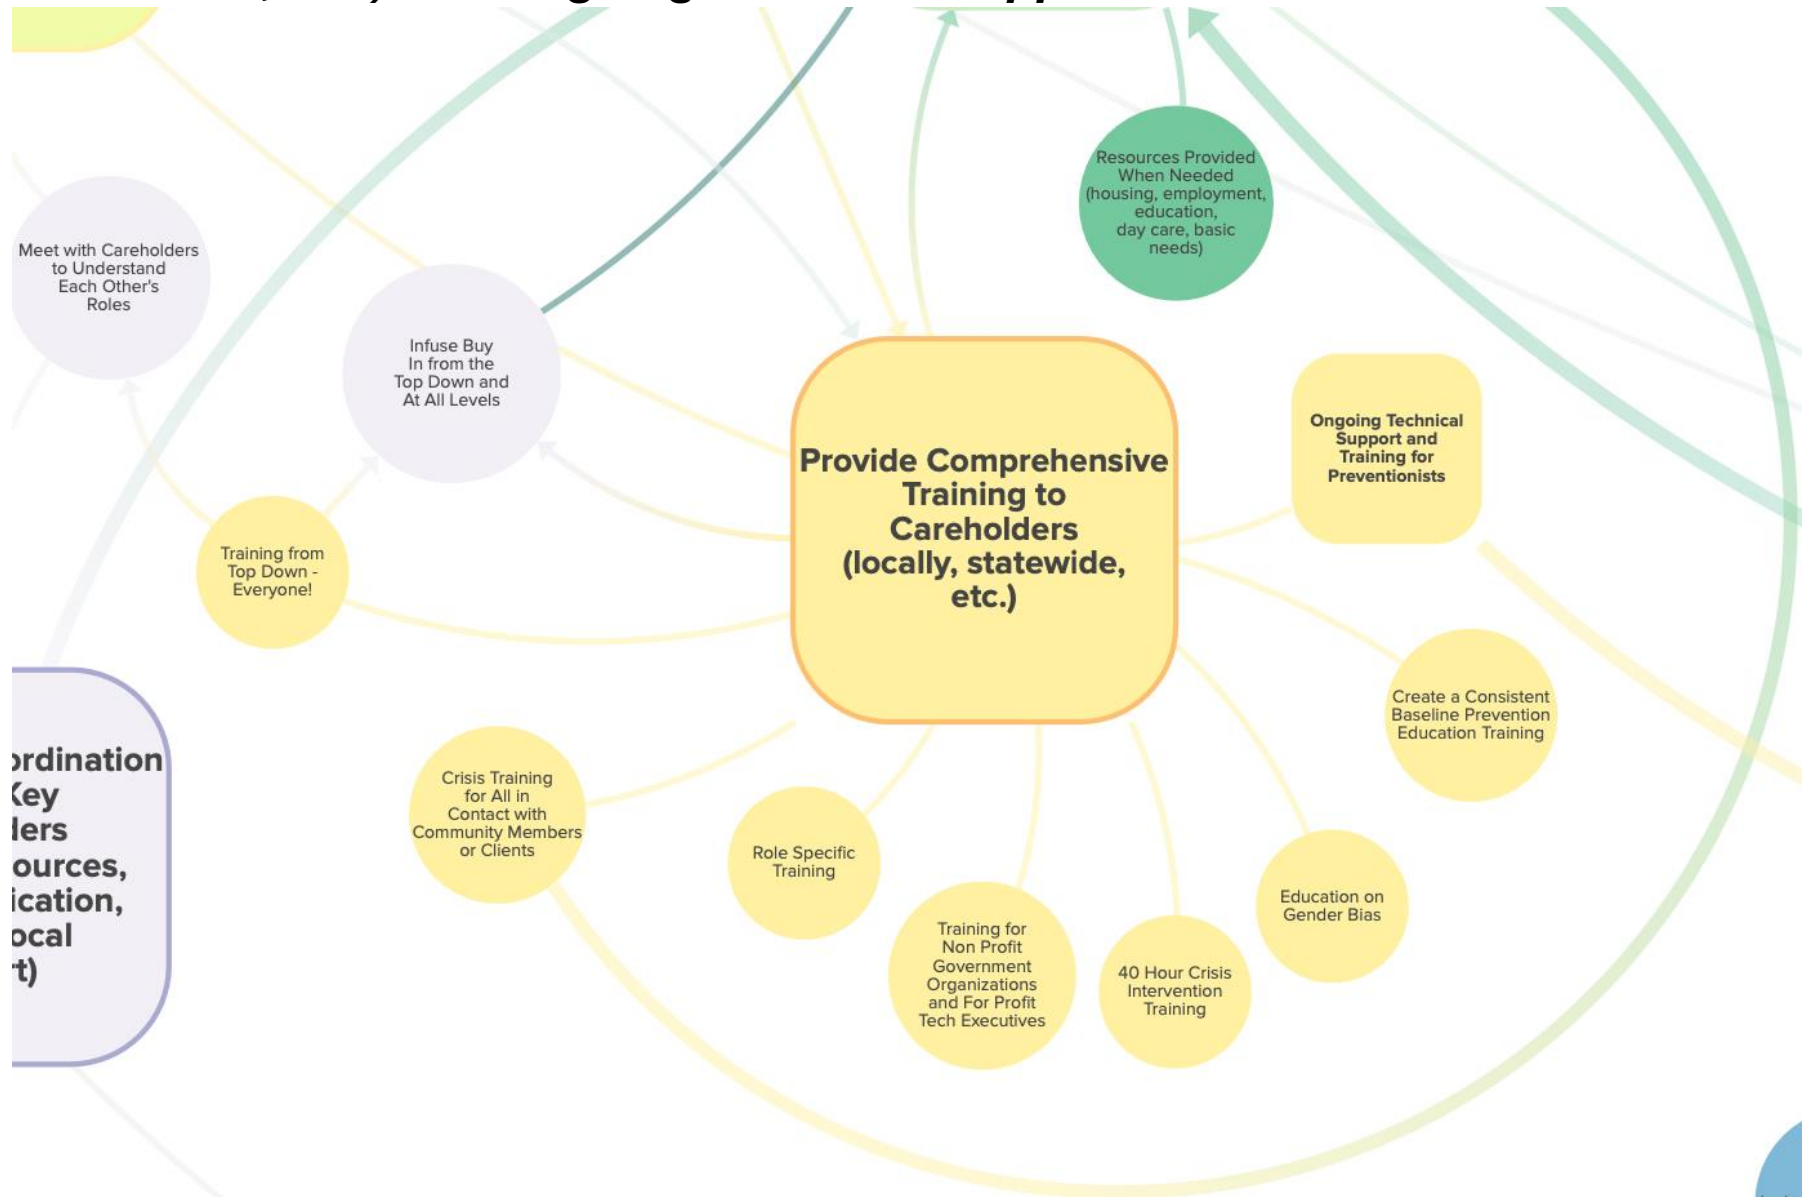 Resources Provided
When Needed
(housing, employment,
education,
day care, basic
needs)
Meet with Careholders
to Understand
Each Other's
Roles
Infuse Buy
In from the
Top Down and
At All Levels
Provide Comprehensive
Training to
Careholders
(locally, statewide,
etc.)
Ongoing Technical
Support and
Training for
Preventionists
Training from
Top Down -
Everyone!
Create a Consistent
Baseline Prevention
Education Training
ordination
Key
ders
ources,
ication,
ocal
rt)
Crisis Training
for All in
Contact with
Community Members
or Clients
Role Specific
Training
Training for
Non Profit
Government
Organizations
and For Profit
Tech Executives
40 Hour Crisis
Intervention
Training
Education on
Gender Bias